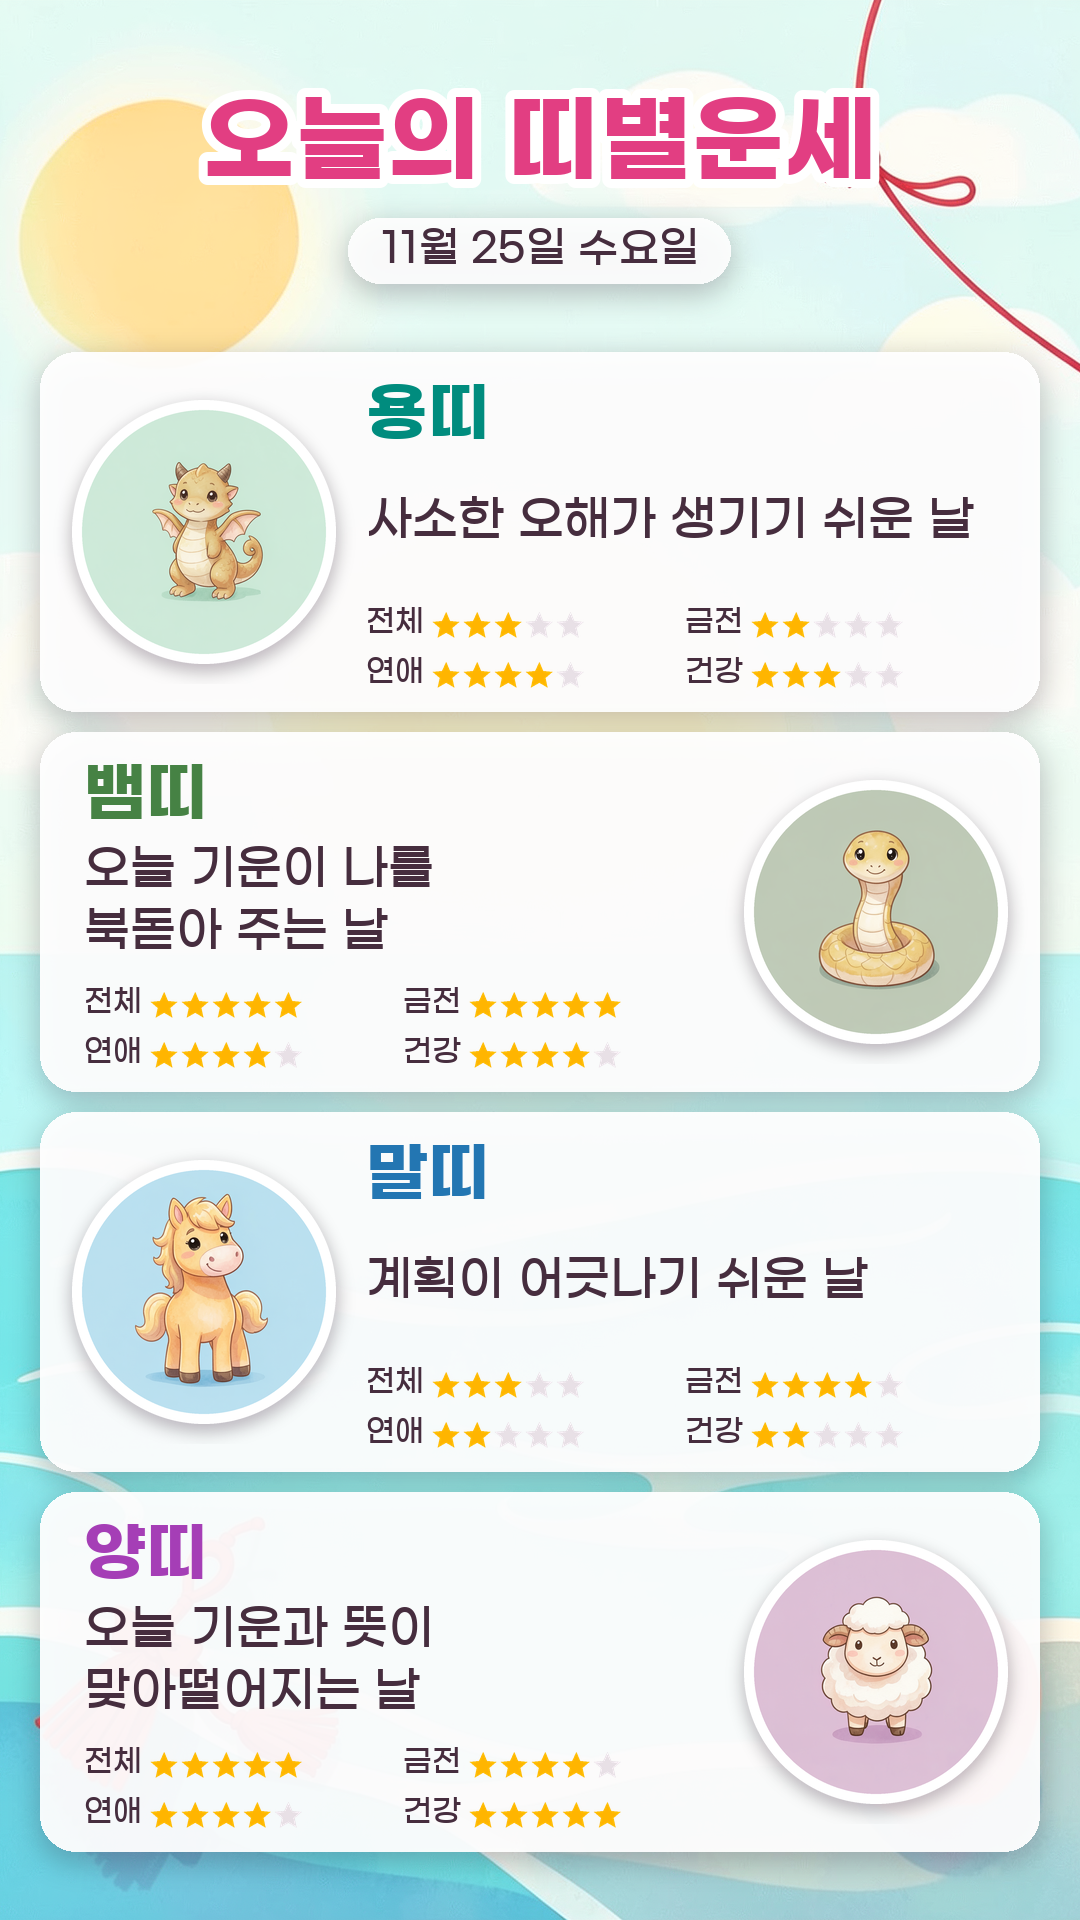 오늘의 띠별운세
11월 25일 수요일
용띠
사소한 오해가 생기기 쉬운 날
전체 ★★★★★ 금전 ★★★★★
연애 ★★★★★ 건강 ★★★★★
뱀띠
오늘 기운이 나를
북돋아 주는 날
전체 ★★★★★ 금전 ★★★★★
연애 ★★★★★ 건강 ★★★★★
말띠
계획이 어긋나기 쉬운 날
전체 ★★★★★ 금전 ★★★★★
연애 ★★★★★ 건강 ★★★★★
양띠
오늘 기운과 뜻이
맞아떨어지는 날
전체 ★★★★★ 금전 ★★★★★
연애 ★★★★★ 건강 ★★★★★